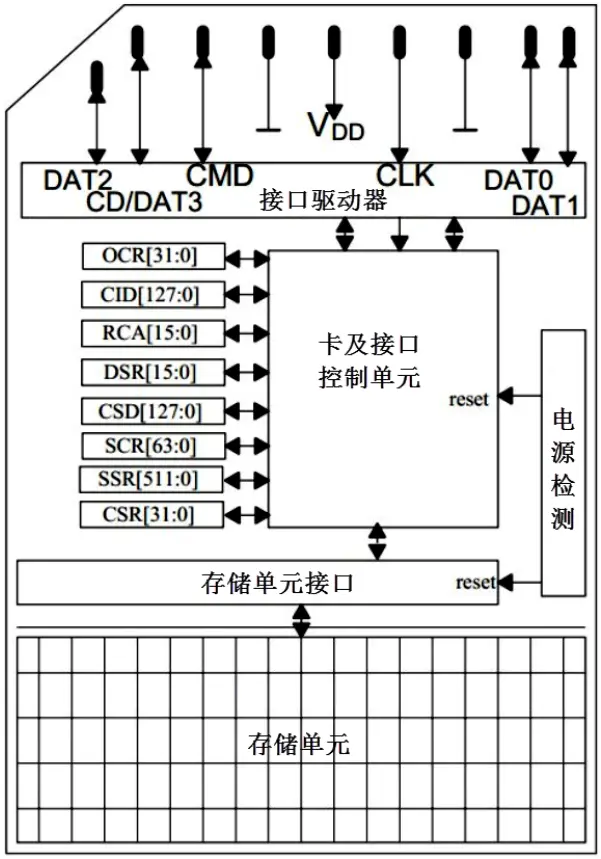 VDD
DAT2
CD/DAT3
CMD
CLK
DAT0
DAT1
接口驱动器
OCR[31:0]
CID[127:0]
RCA[15:0]
DSR[15:0]
CSD[127:0]
SCR[63:0]
SSR[511:0]
CSR[31:0]
卡及接口
控制单元
reset
电源检测
存储单元接口
reset
存储单元